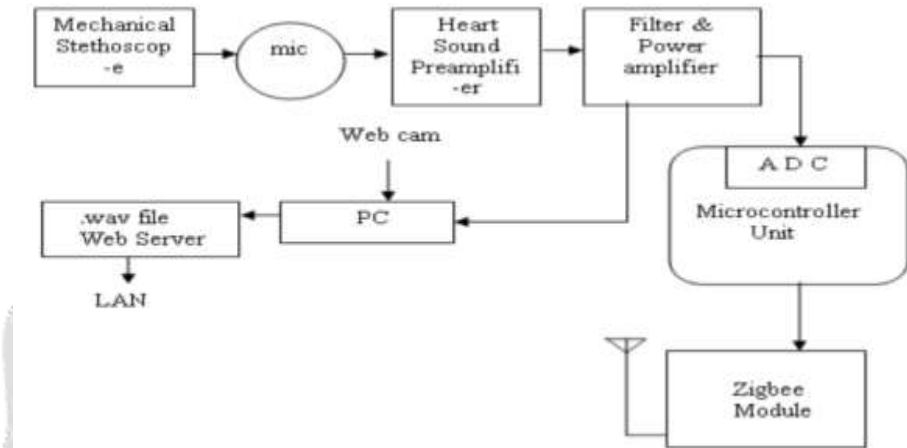 Mechanical
Stethoscop
-e
mic
Heart
Sound
Preamplifi
-er
Filter &
Power
amplifier
Web cam
A D C
Microcontroller
Unit
PC
.wav file
Web Server
LAN
Zigbee
Module